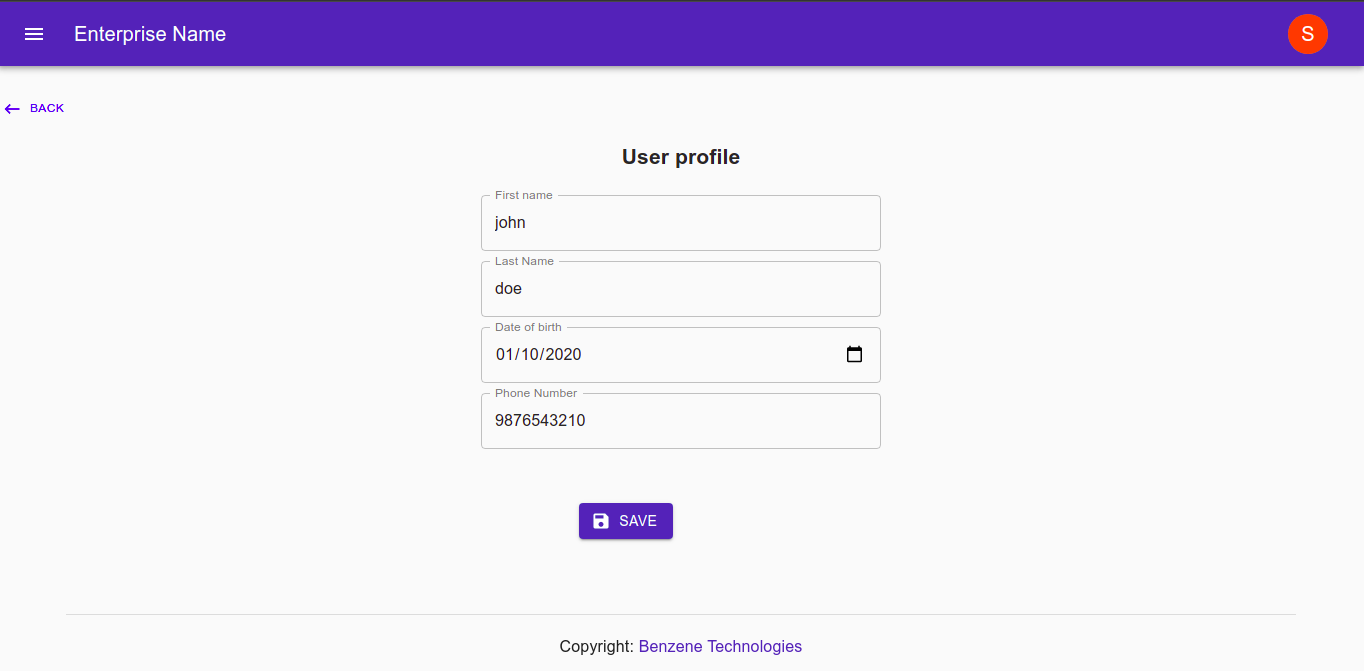 Enterprise Name
S
BACK
User profile
First name
john
Last Name
doe
Date of birth
01/10/2020
Phone Number
9876543210
SAVE
Copyright: Benzene Technologies